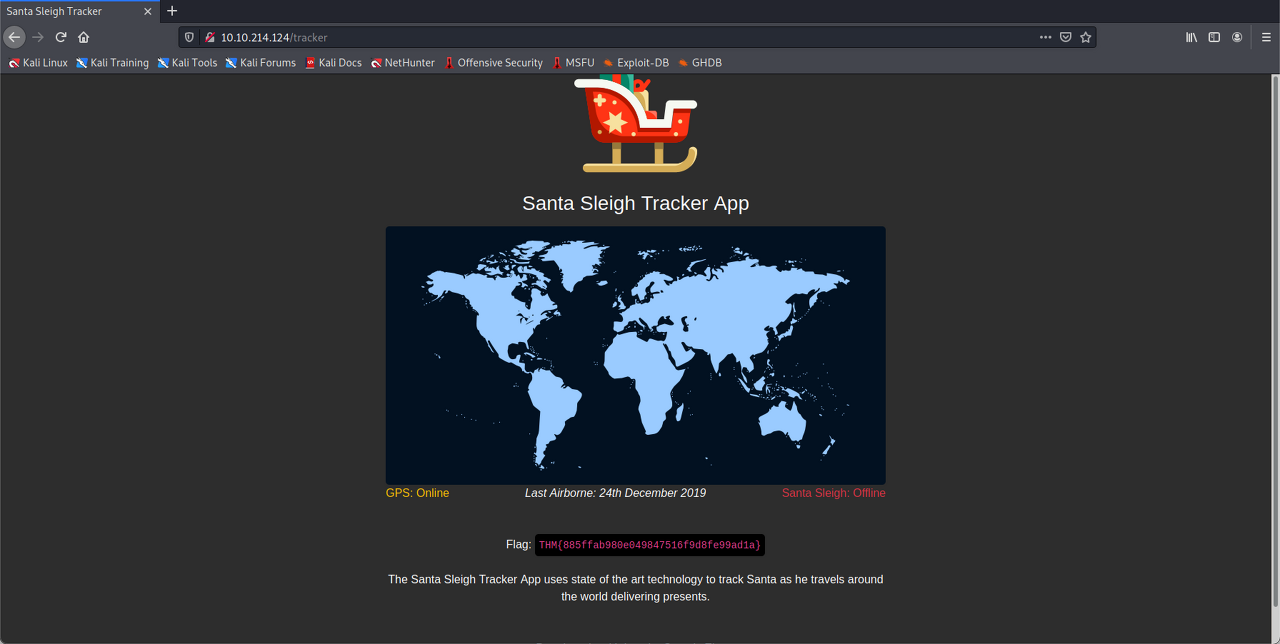 Santa Sleigh Tracker
10.10.214.124/tracker
Kali Linux Kali Training Kali Tools Kali Forums Kali Docs NetHunter Offensive Security MSFU Exploit-DB GHDB
Santa Sleigh Tracker App
GPS: Online Last Airborne: 24th December 2019 Santa Sleigh: Offline
Flag: THM{885ffab980e049847516f9d8fe99ad1a}
The Santa Sleigh Tracker App uses state of the art technology to track Santa as he travels around
the world delivering presents.